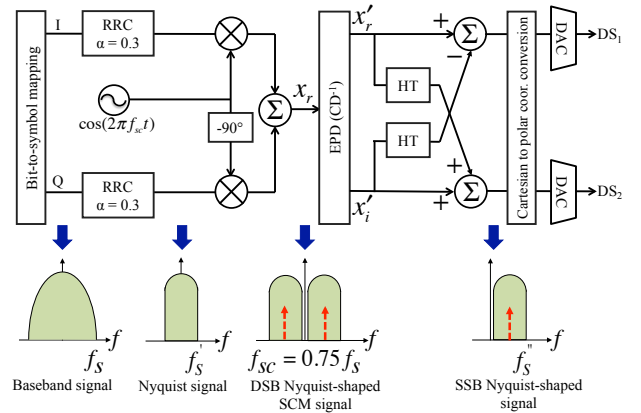 Bit-to-symbol mapping
I
RRC
α = 0.3
cos(2πf_sc t)
-90°
Q
RRC
α = 0.3
Σ
x_r
EPD (CD⁻¹)
x′_r
x′_i
HT
HT
+
−
+
Σ
+
+
Σ
Cartesian to polar coor. conversion
DAC
DS₁
DAC
DS₂
f
f_S
Baseband signal
f
f_S'
Nyquist signal
f
f_SC = 0.75 f_S
DSB Nyquist-shaped
SCM signal
f
f_S''
SSB Nyquist-shaped
signal